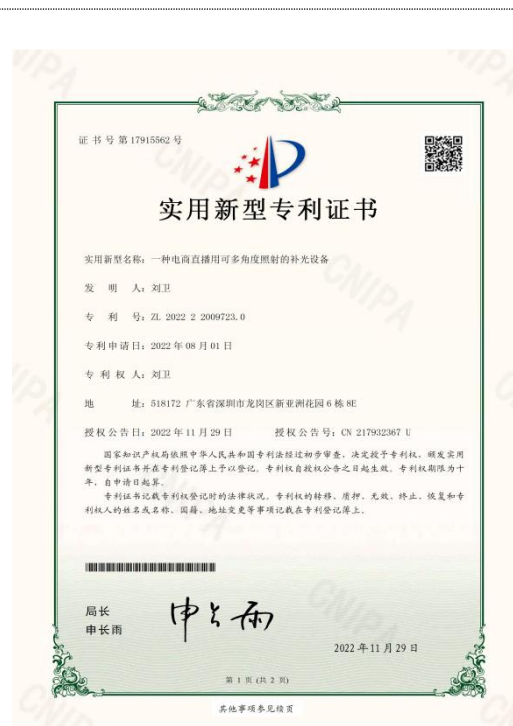 证书号第17915562号
实用新型专利证书
实用新型名称：一种电商直播用可多角度照射的补光设备
发 明 人：刘卫
专 利 号：ZL 2022 2 2009723.0
专利申请日：2022年08月01日
专 利 权 人：刘卫
地 址：518172 广东省深圳市龙岗区新亚洲花园6栋8E
授权公告日：2022年11月29日 授权公告号：CN 217932367 U
国家知识产权局依照中华人民共和国专利法经过初步审查，决定授予专利权，颁发实用
新型专利证书并在专利登记簿上予以登记。专利权自授权公告之日起生效。专利权期限为十
年，自申请日起算。
专利证书记载专利权登记时的法律状况。专利权的转移、质押、无效、终止、恢复和专
利权人的姓名或名称、国籍、地址变更等事项记载在专利登记簿上。
局长
申长雨
申长雨
2022年11月29日
第 1 页 (共 2 页)
其他事项参见续页
CNIPA
CNIPA
CNIPA
CNIPA